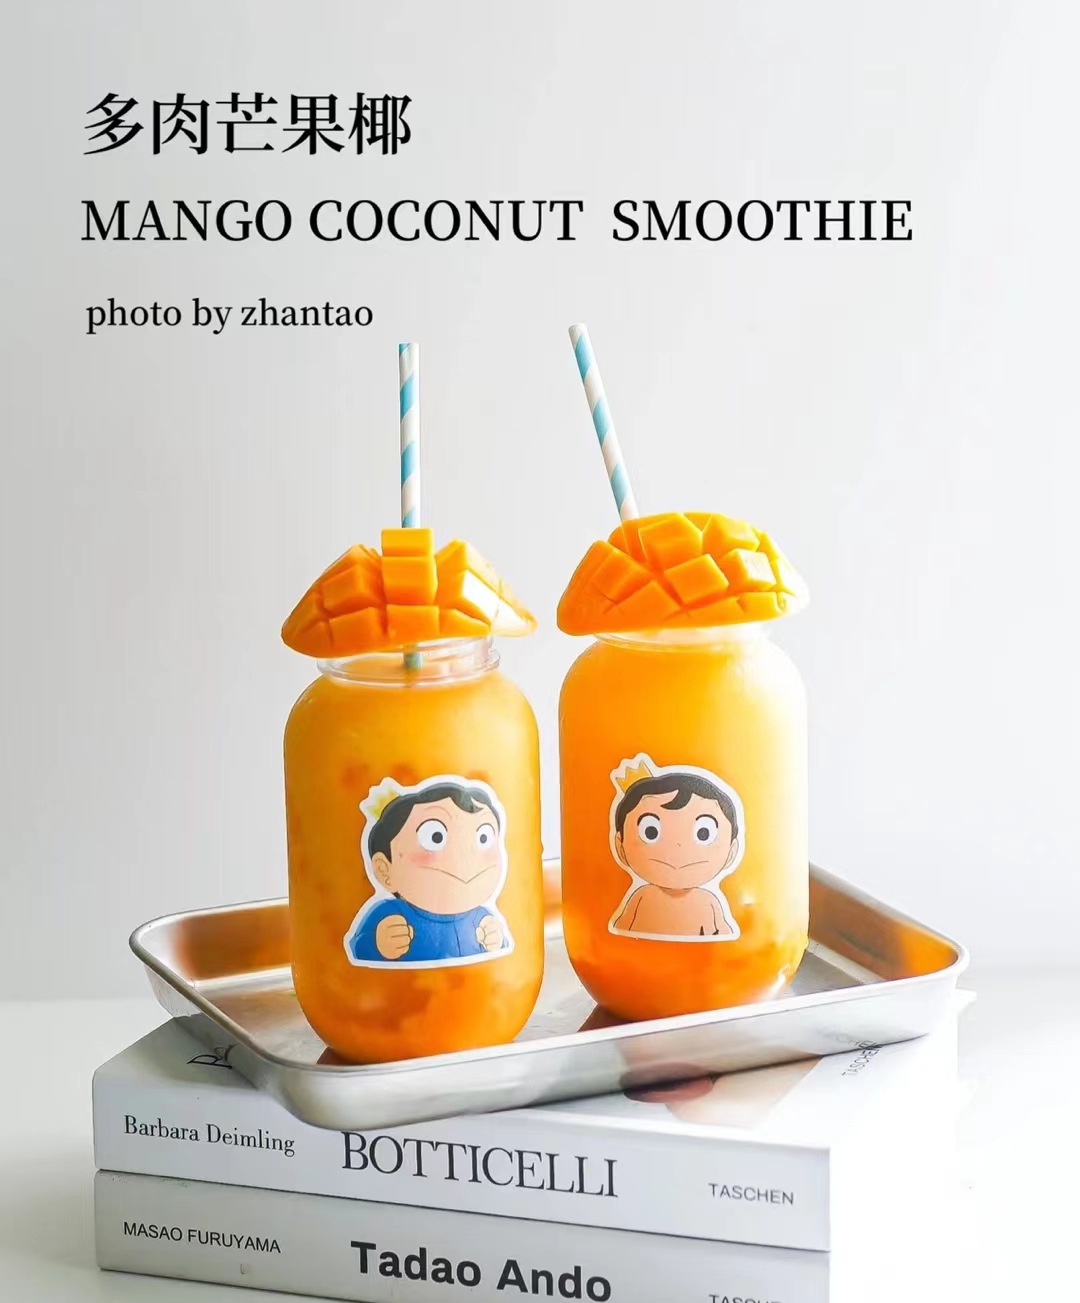 多肉芒果椰
MANGO COCONUT SMOOTHIE
photo by zhantao
TASCHEN
Barbara Deimling
BOTTICELLI
TASCHEN
MASAO FURUYAMA
Tadao Ando